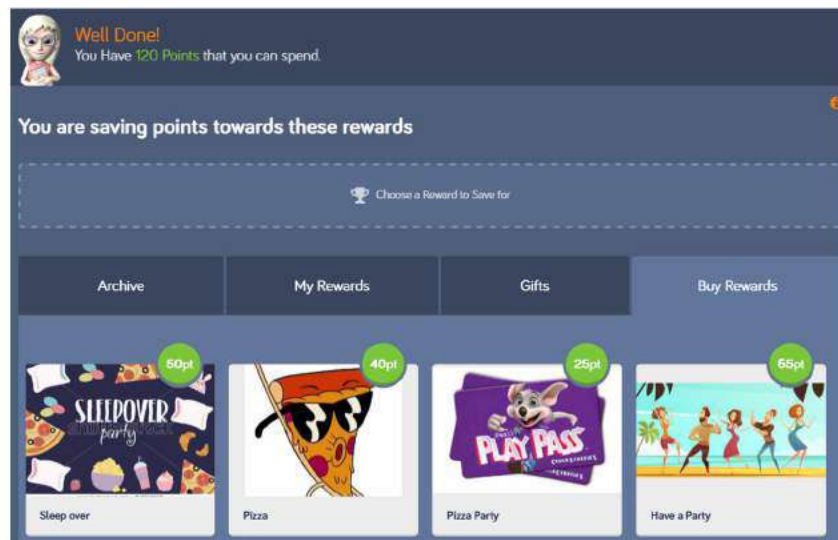 Well Done!
You Have 120 Points that you can spend.
You are saving points towards these rewards
Choose a Reward to Save for
Archive
My Rewards
Gifts
Buy Rewards
50pt
40pt
25pt
55pt
SLEEPOVER
party
PLAY PASS
Sleep over
Pizza
Pizza Party
Have a Party